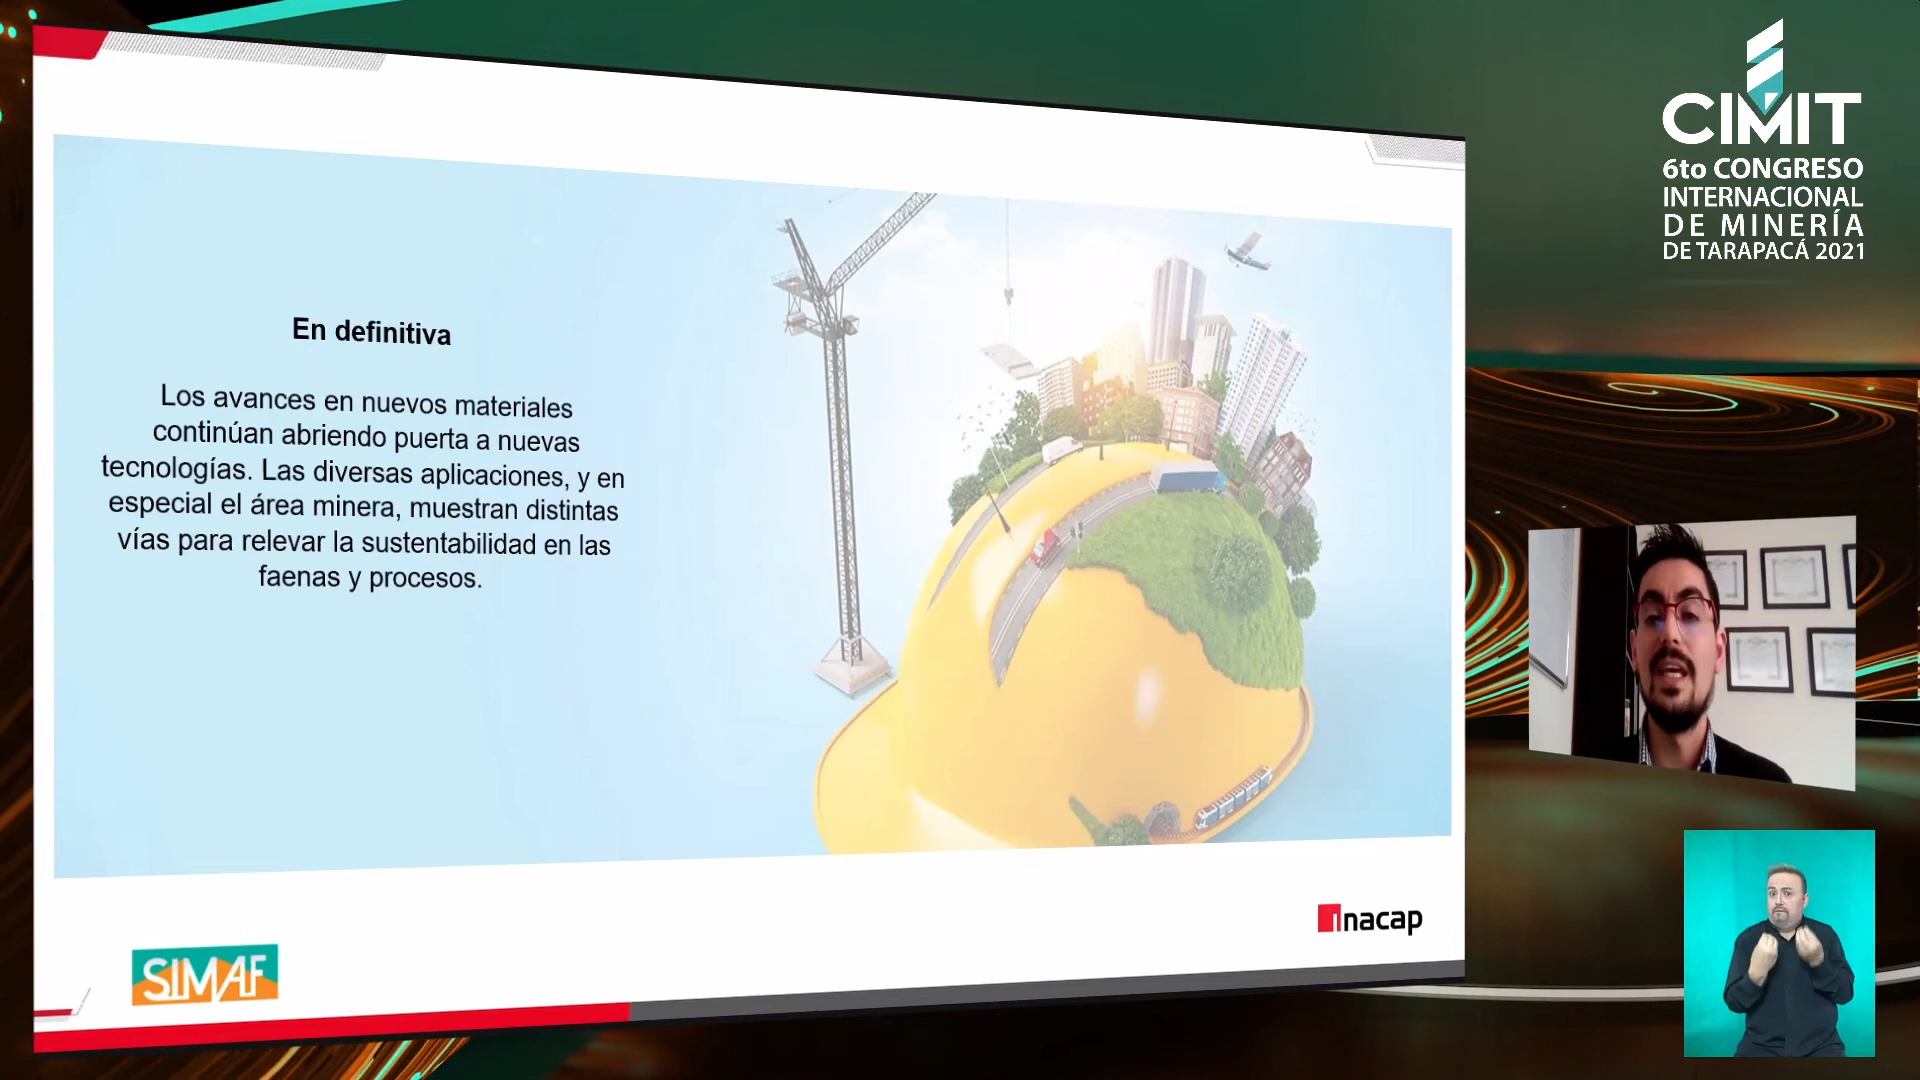 En definitiva
Los avances en nuevos materiales
continúan abriendo puerta a nuevas
tecnologías. Las diversas aplicaciones, y en
especial el área minera, muestran distintas
vías para relevar la sustentabilidad en las
faenas y procesos.
SIMAF
inacap
CIMIT
6to CONGRESO
INTERNACIONAL
DE MINERÍA
DE TARAPACÁ 2021